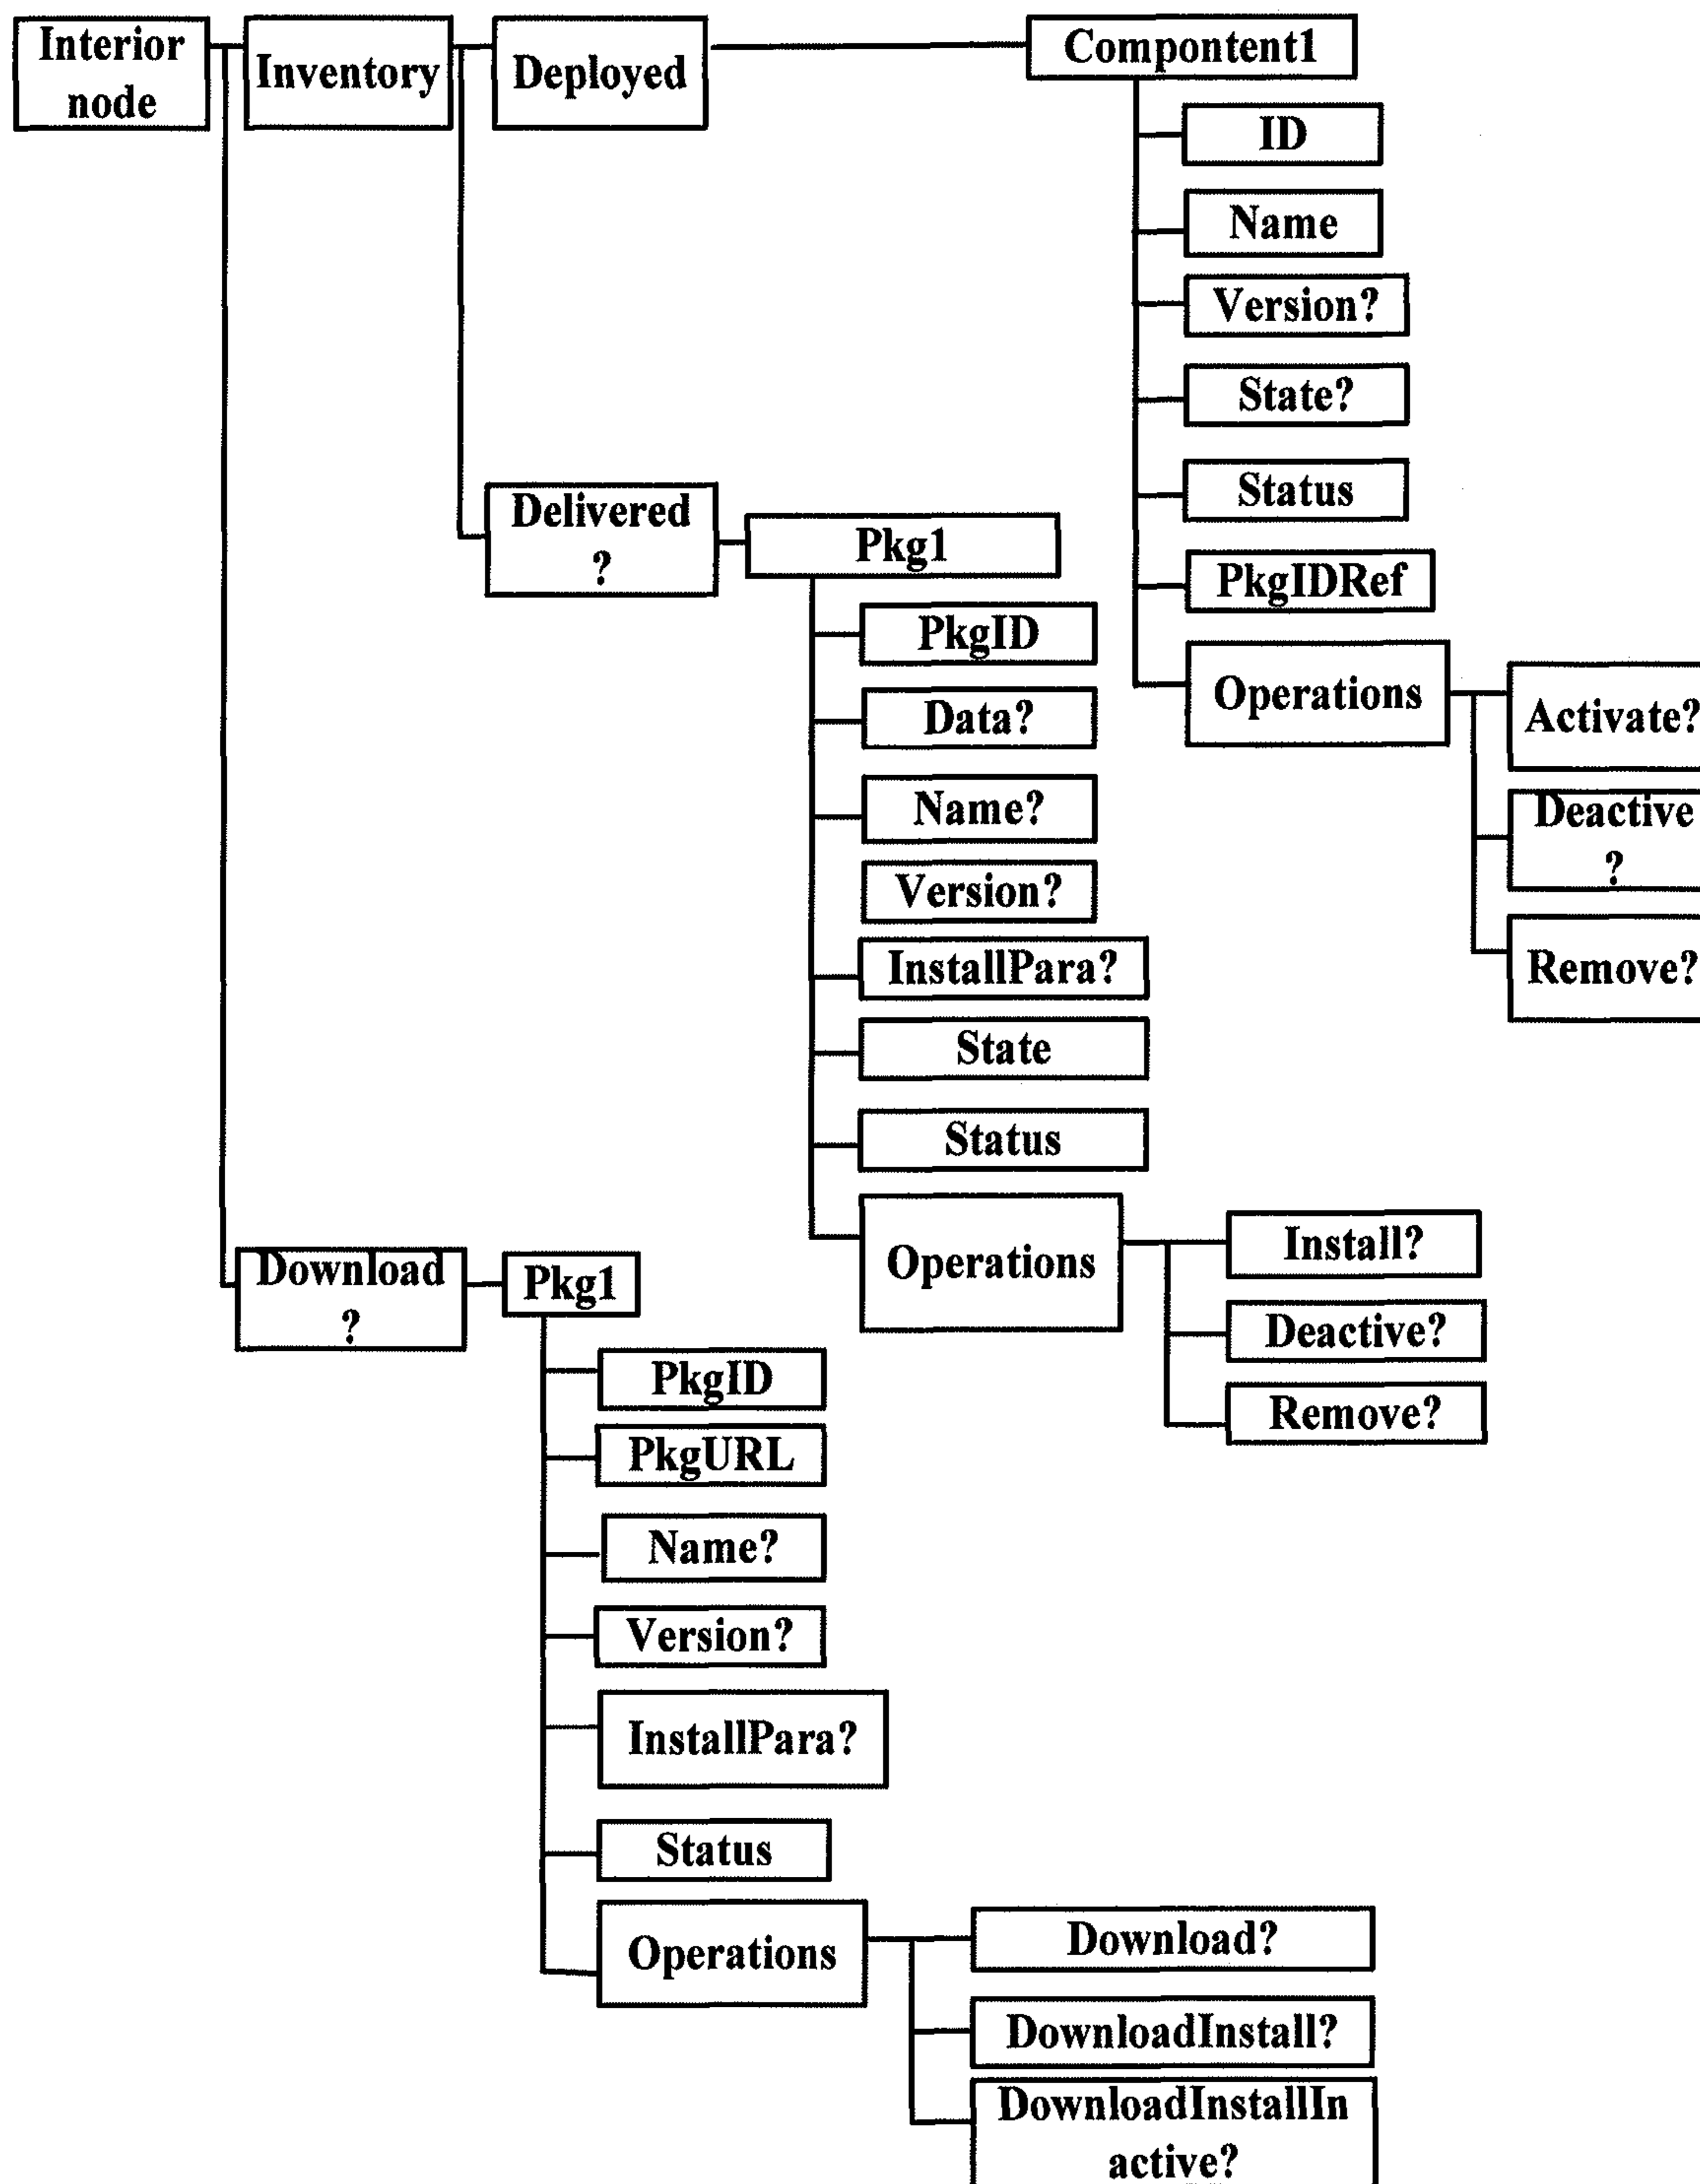 Interior
node
Inventory
Deployed
Compontent1
ID
Name
Version?
State?
Status
PkgIDRef
Operations
Activate?
Deactive
?
Remove?
Delivered
?
Pkg1
PkgID
Data?
Name?
Version?
InstallPara?
State
Status
Operations
Install?
Deactive?
Remove?
Download
?
Pkg1
PkgID
PkgURL
Name?
Version?
InstallPara?
Status
Operations
Download?
DownloadInstall?
DownloadInstallIn
active?